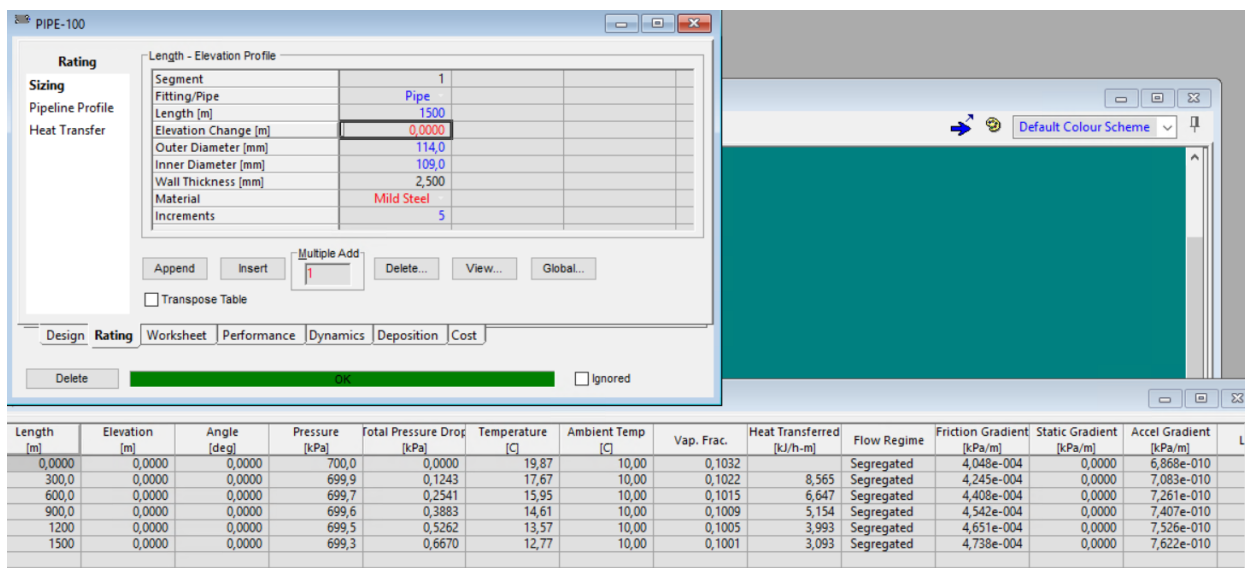 PIPE-100
Rating
Sizing
Pipeline Profile
Heat Transfer
Length - Elevation Profile
Segment 1
Fitting/Pipe Pipe
Length [m] 1500
Elevation Change [m] 0,0000
Outer Diameter [mm] 114,0
Inner Diameter [mm] 109,0
Wall Thickness [mm] 2,500
Material Mild Steel
Increments 5
Append Insert Multiple Add 1 Delete... View... Global...
Transpose Table
Design Rating Worksheet Performance Dynamics Deposition Cost
Delete OK Ignored
Default Colour Scheme
Length Elevation Angle Pressure Total Pressure Drop Temperature Ambient Temp Vap. Frac. Heat Transferred Flow Regime Friction Gradient Static Gradient Accel Gradient L
[m] [m] [deg] [kPa] [kPa] [C] [C] [kJ/h-m] [kPa/m] [kPa/m] [kPa/m]
0,0000 0,0000 0,0000 700,0 0,0000 19,87 10,00 0,1032 Segregated 4,048e-004 0,0000 6,868e-010
300,0 0,0000 0,0000 699,9 0,1243 17,67 10,00 0,1022 8,565 Segregated 4,245e-004 0,0000 7,083e-010
600,0 0,0000 0,0000 699,7 0,2541 15,95 10,00 0,1015 6,647 Segregated 4,408e-004 0,0000 7,261e-010
900,0 0,0000 0,0000 699,6 0,3883 14,61 10,00 0,1009 5,154 Segregated 4,542e-004 0,0000 7,407e-010
1200 0,0000 0,0000 699,5 0,5262 13,57 10,00 0,1005 3,993 Segregated 4,651e-004 0,0000 7,526e-010
1500 0,0000 0,0000 699,3 0,6670 12,77 10,00 0,1001 3,093 Segregated 4,738e-004 0,0000 7,622e-010